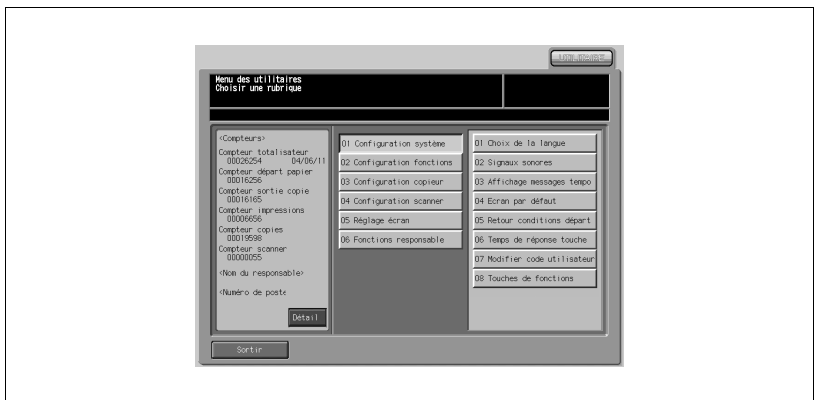 UTILITAIRE
Menu des utilitaires
Choisir une rubrique
<Compteurs>
Compteur totalisateur
00026254 04/06/11
Compteur départ papier
00016256
Compteur sortie copie
00016165
Compteur impressions
00006656
Compteur copies
00019598
Compteur scanner
00000055
<Nom du responsable>
<Numéro de poste
Détail
01 Configuration système
02 Configuration fonctions
03 Configuration copieur
04 Configuration scanner
05 Réglage écran
06 Fonctions responsable
01 Choix de la langue
02 Signaux sonores
03 Affichage messages tempo
04 Ecran par défaut
05 Retour conditions départ
06 Temps de réponse touche
07 Modifier code utilisateur
08 Touches de fonctions
Sortir